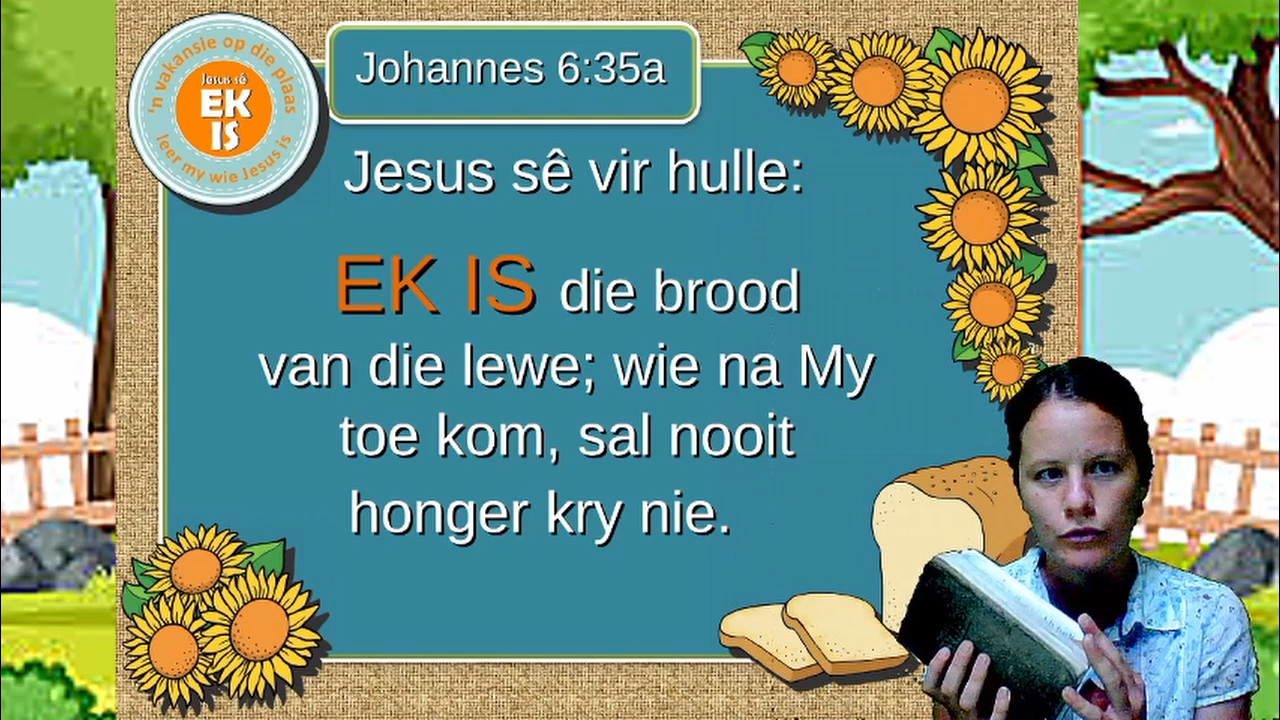 'n vakansie op die plaas
Jesus sê
EK
IS
leer my wie Jesus is
Johannes 6:35a
Jesus sê vir hulle:
EK IS die brood
van die lewe; wie na My
toe kom, sal nooit
honger kry nie.